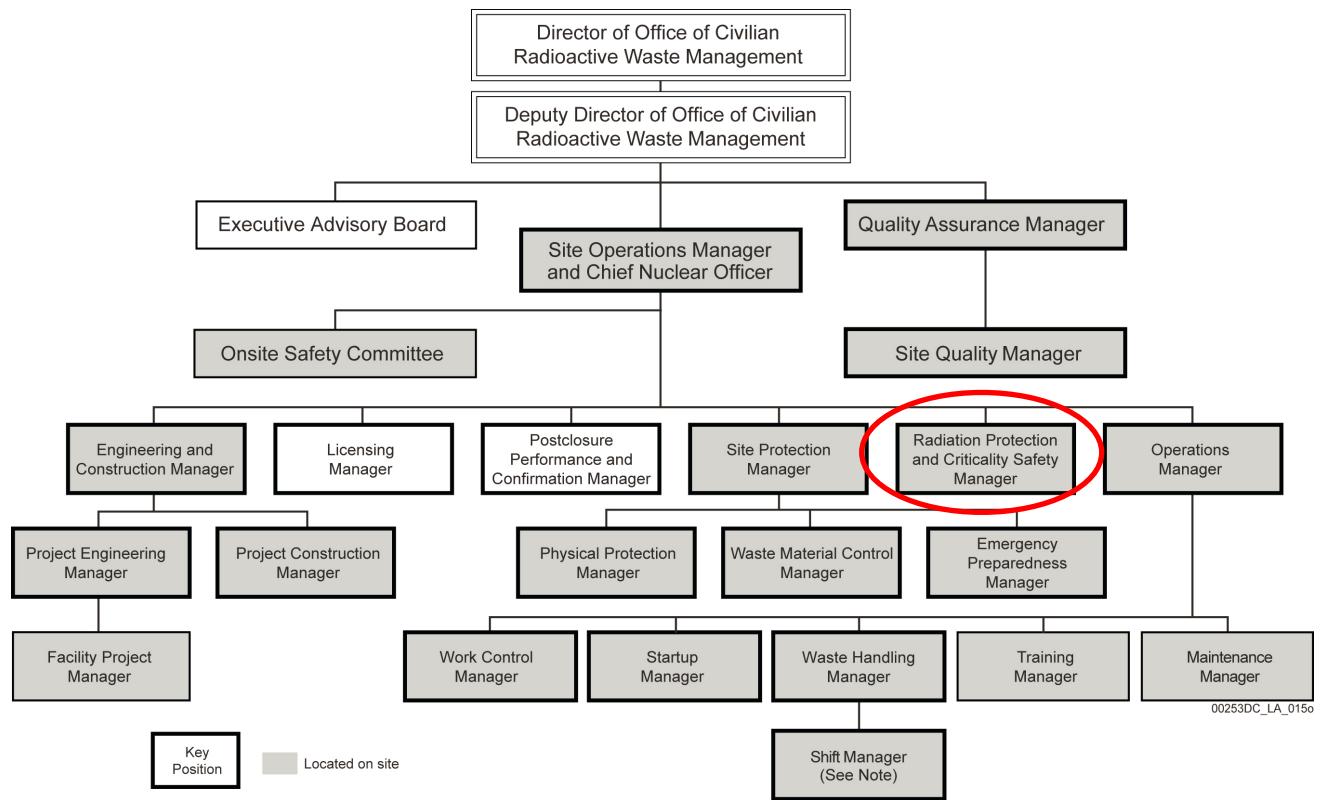 Director of Office of Civilian
Radioactive Waste Management
Deputy Director of Office of Civilian
Radioactive Waste Management
Executive Advisory Board
Quality Assurance Manager
Site Operations Manager
and Chief Nuclear Officer
Onsite Safety Committee
Site Quality Manager
Engineering and
Construction Manager
Licensing
Manager
Postclosure
Performance and
Confirmation Manager
Site Protection
Manager
Radiation Protection
and Criticality Safety
Manager
Operations
Manager
Project Engineering
Manager
Project Construction
Manager
Physical Protection
Manager
Waste Material Control
Manager
Emergency
Preparedness
Manager
Facility Project
Manager
Work Control
Manager
Startup
Manager
Waste Handling
Manager
Training
Manager
Maintenance
Manager
00253DC_LA_015o
Key
Position
Located on site
Shift Manager
(See Note)